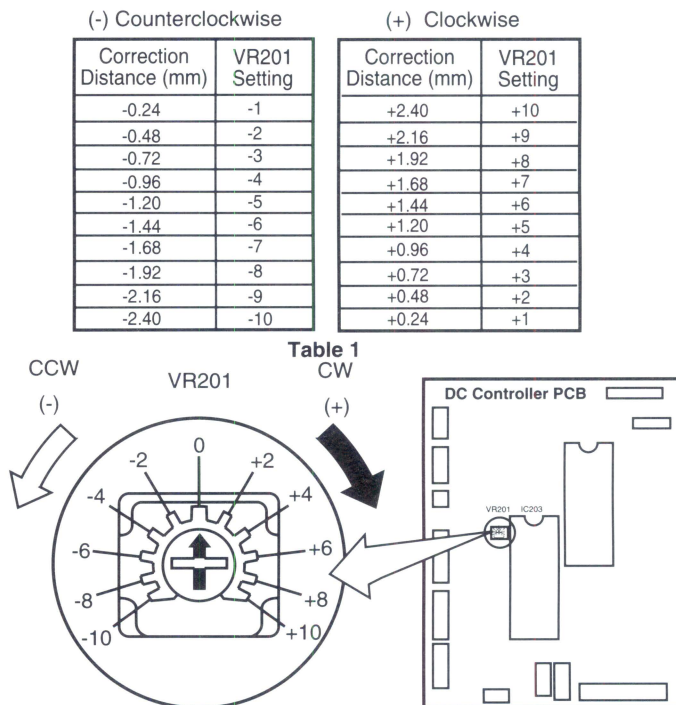 (-) Counterclockwise (+) Clockwise
Correction Distance (mm) VR201 Setting Correction Distance (mm) VR201 Setting
-0.24 -1 +2.40 +10
-0.48 -2 +2.16 +9
-0.72 -3 +1.92 +8
-0.96 -4 +1.68 +7
-1.20 -5 +1.44 +6
-1.44 -6 +1.20 +5
-1.68 -7 +0.96 +4
-1.92 -8 +0.72 +3
-2.16 -9 +0.48 +2
-2.40 -10 +0.24 +1
Table 1
CCW
(-)
VR201
CW
(+)
0
-2 +2
-4 +4
-6 +6
-8 +8
-10 +10
DC Controller PCB
VR201 IC203